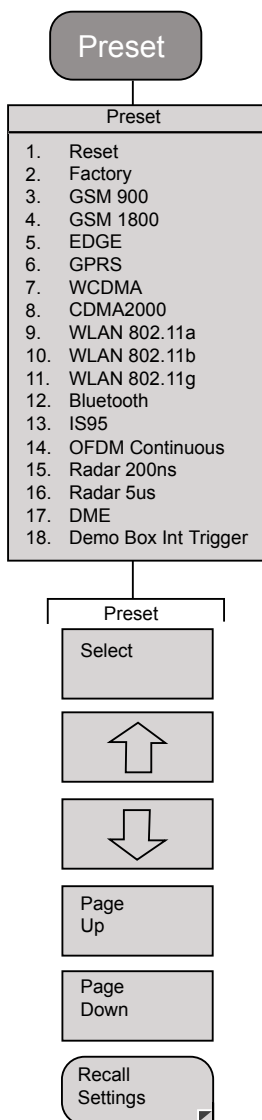 Preset
Preset
1. Reset
2. Factory
3. GSM 900
4. GSM 1800
5. EDGE
6. GPRS
7. WCDMA
8. CDMA2000
9. WLAN 802.11a
10. WLAN 802.11b
11. WLAN 802.11g
12. Bluetooth
13. IS95
14. OFDM Continuous
15. Radar 200ns
16. Radar 5us
17. DME
18. Demo Box Int Trigger
Preset
Select
Page
Up
Page
Down
Recall
Settings